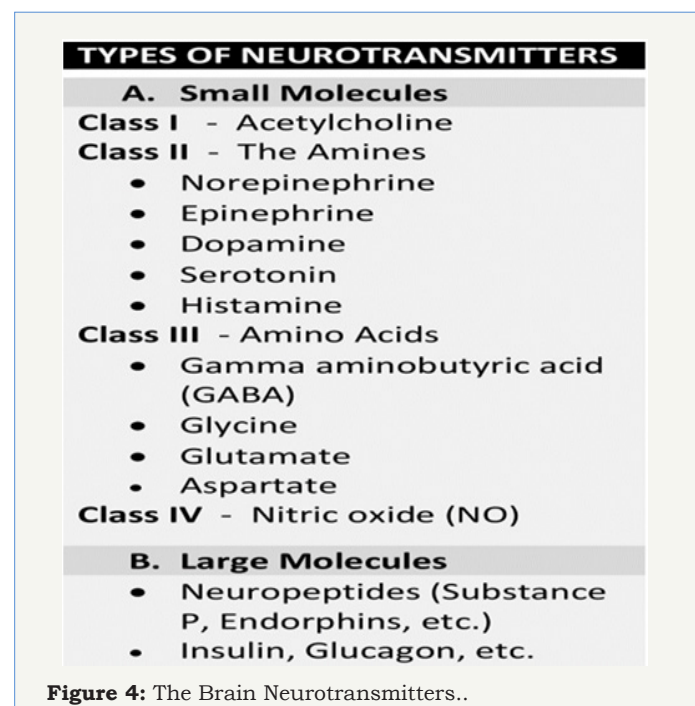 TYPES OF NEUROTRANSMITTERS
A. Small Molecules
Class I - Acetylcholine
Class II - The Amines
• Norepinephrine
• Epinephrine
• Dopamine
• Serotonin
• Histamine
Class III - Amino Acids
• Gamma aminobutyric acid
(GABA)
• Glycine
• Glutamate
• Aspartate
Class IV - Nitric oxide (NO)
B. Large Molecules
• Neuropeptides (Substance
P, Endorphins, etc.)
• Insulin, Glucagon, etc.
Figure 4: The Brain Neurotransmitters..